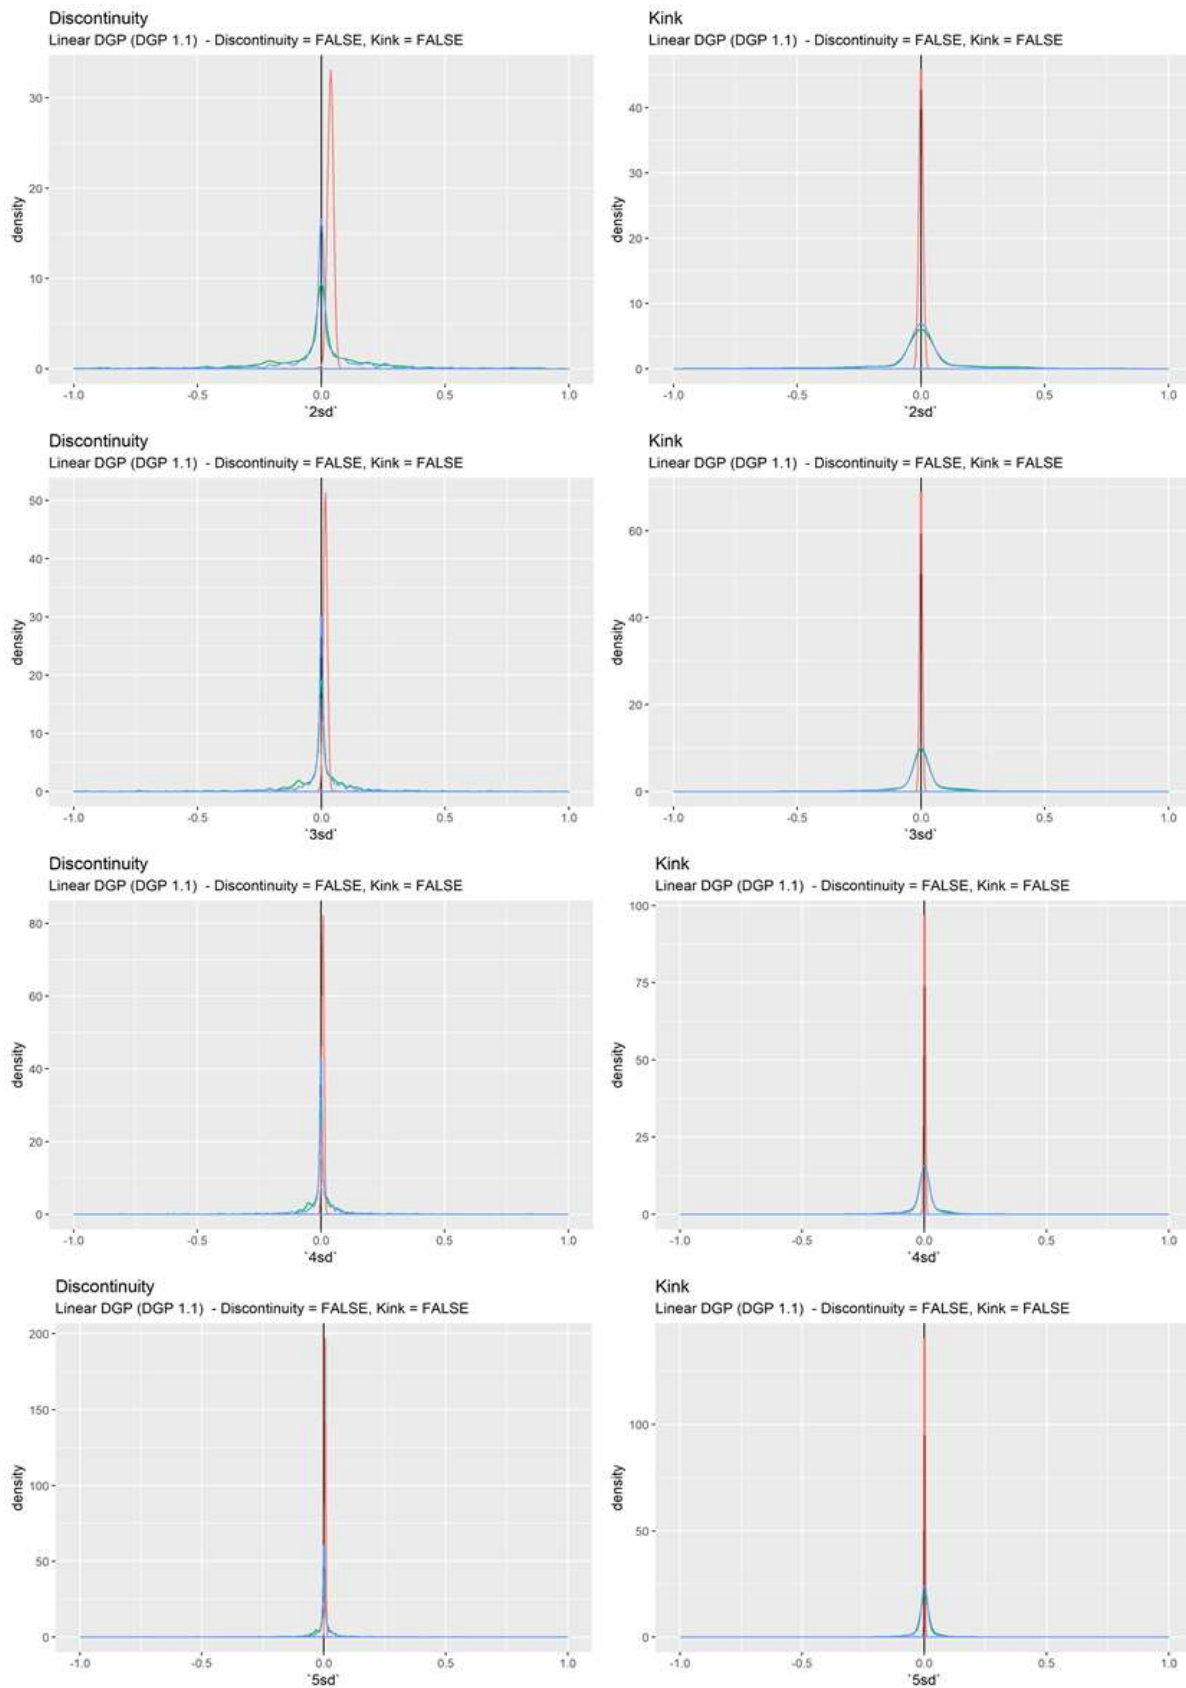 Discontinuity
Linear DGP (DGP 1.1) - Discontinuity = FALSE, Kink = FALSE
30
20
10
0
density
-1.0 -0.5 0.0 0.5 1.0
`2sd`
Kink
Linear DGP (DGP 1.1) - Discontinuity = FALSE, Kink = FALSE
40
30
20
10
0
density
-1.0 -0.5 0.0 0.5 1.0
`2sd`
Discontinuity
Linear DGP (DGP 1.1) - Discontinuity = FALSE, Kink = FALSE
50
40
30
20
10
0
density
-1.0 -0.5 0.0 0.5 1.0
`3sd`
Kink
Linear DGP (DGP 1.1) - Discontinuity = FALSE, Kink = FALSE
60
40
20
0
density
-1.0 -0.5 0.0 0.5 1.0
`3sd`
Discontinuity
Linear DGP (DGP 1.1) - Discontinuity = FALSE, Kink = FALSE
80
60
40
20
0
density
-1.0 -0.5 0.0 0.5 1.0
`4sd`
Kink
Linear DGP (DGP 1.1) - Discontinuity = FALSE, Kink = FALSE
100
75
50
25
0
density
-1.0 -0.5 0.0 0.5 1.0
`4sd`
Discontinuity
Linear DGP (DGP 1.1) - Discontinuity = FALSE, Kink = FALSE
200
150
100
50
0
density
-1.0 -0.5 0.0 0.5 1.0
`5sd`
Kink
Linear DGP (DGP 1.1) - Discontinuity = FALSE, Kink = FALSE
100
50
0
density
-1.0 -0.5 0.0 0.5 1.0
`5sd`